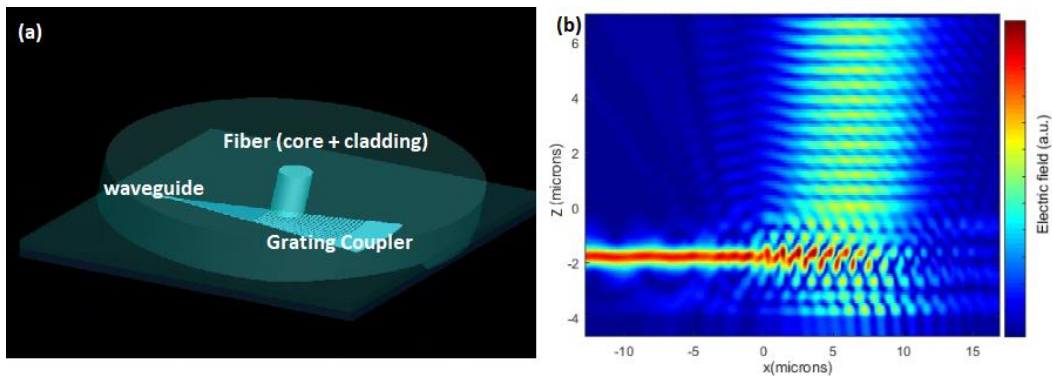 (a)
Fiber (core + cladding)
waveguide
Grating Coupler
(b)
6
4
2
0
-2
-4
Z (microns)
-10
-5
0
5
10
15
x(microns)
Electric field (a.u.)